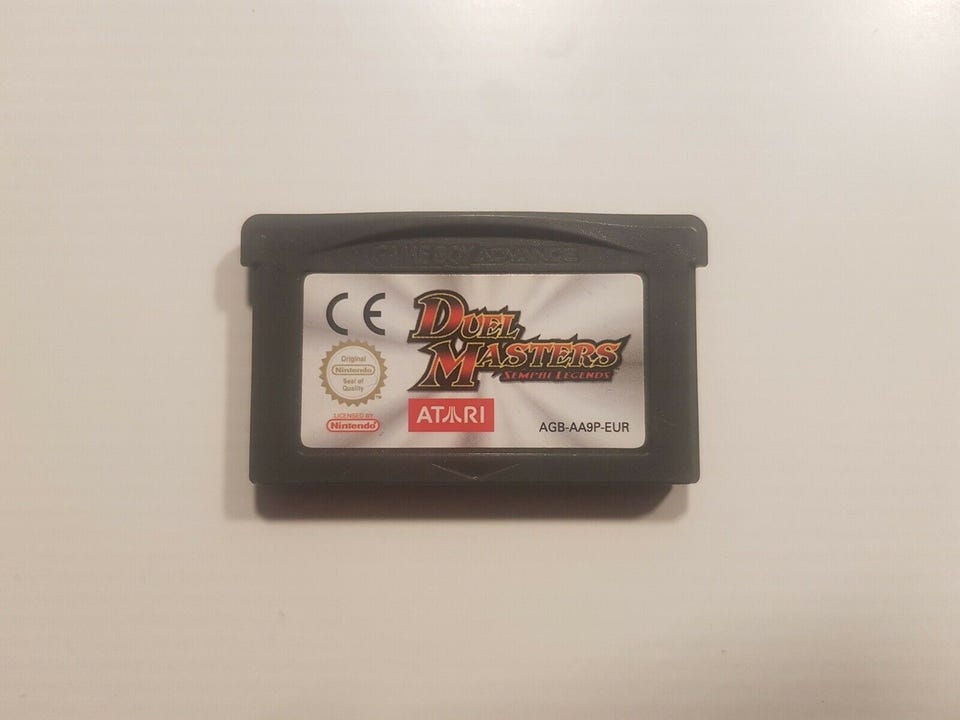 GAME BOY ADVANCE
CE
DUEL
MASTERS
SEMPAI LEGENDS
Original
Nintendo
Seal of
Quality
LICENSED BY
Nintendo
ATARI
AGB-AA9P-EUR